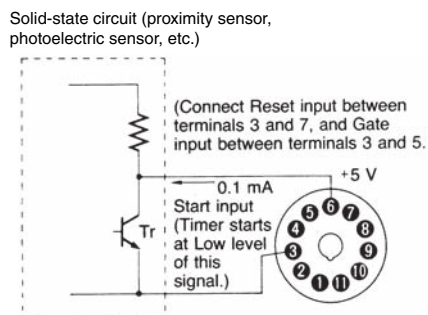 Solid-state circuit (proximity sensor,
photoelectric sensor, etc.)
(Connect Reset input between
terminals 3 and 7, and Gate
input between terminals 3 and 5.
+5 V
0.1 mA
Start input
(Timer starts
at Low level
of this
signal.)
Tr
1
2
3
4
5
6
7
8
9
10
11